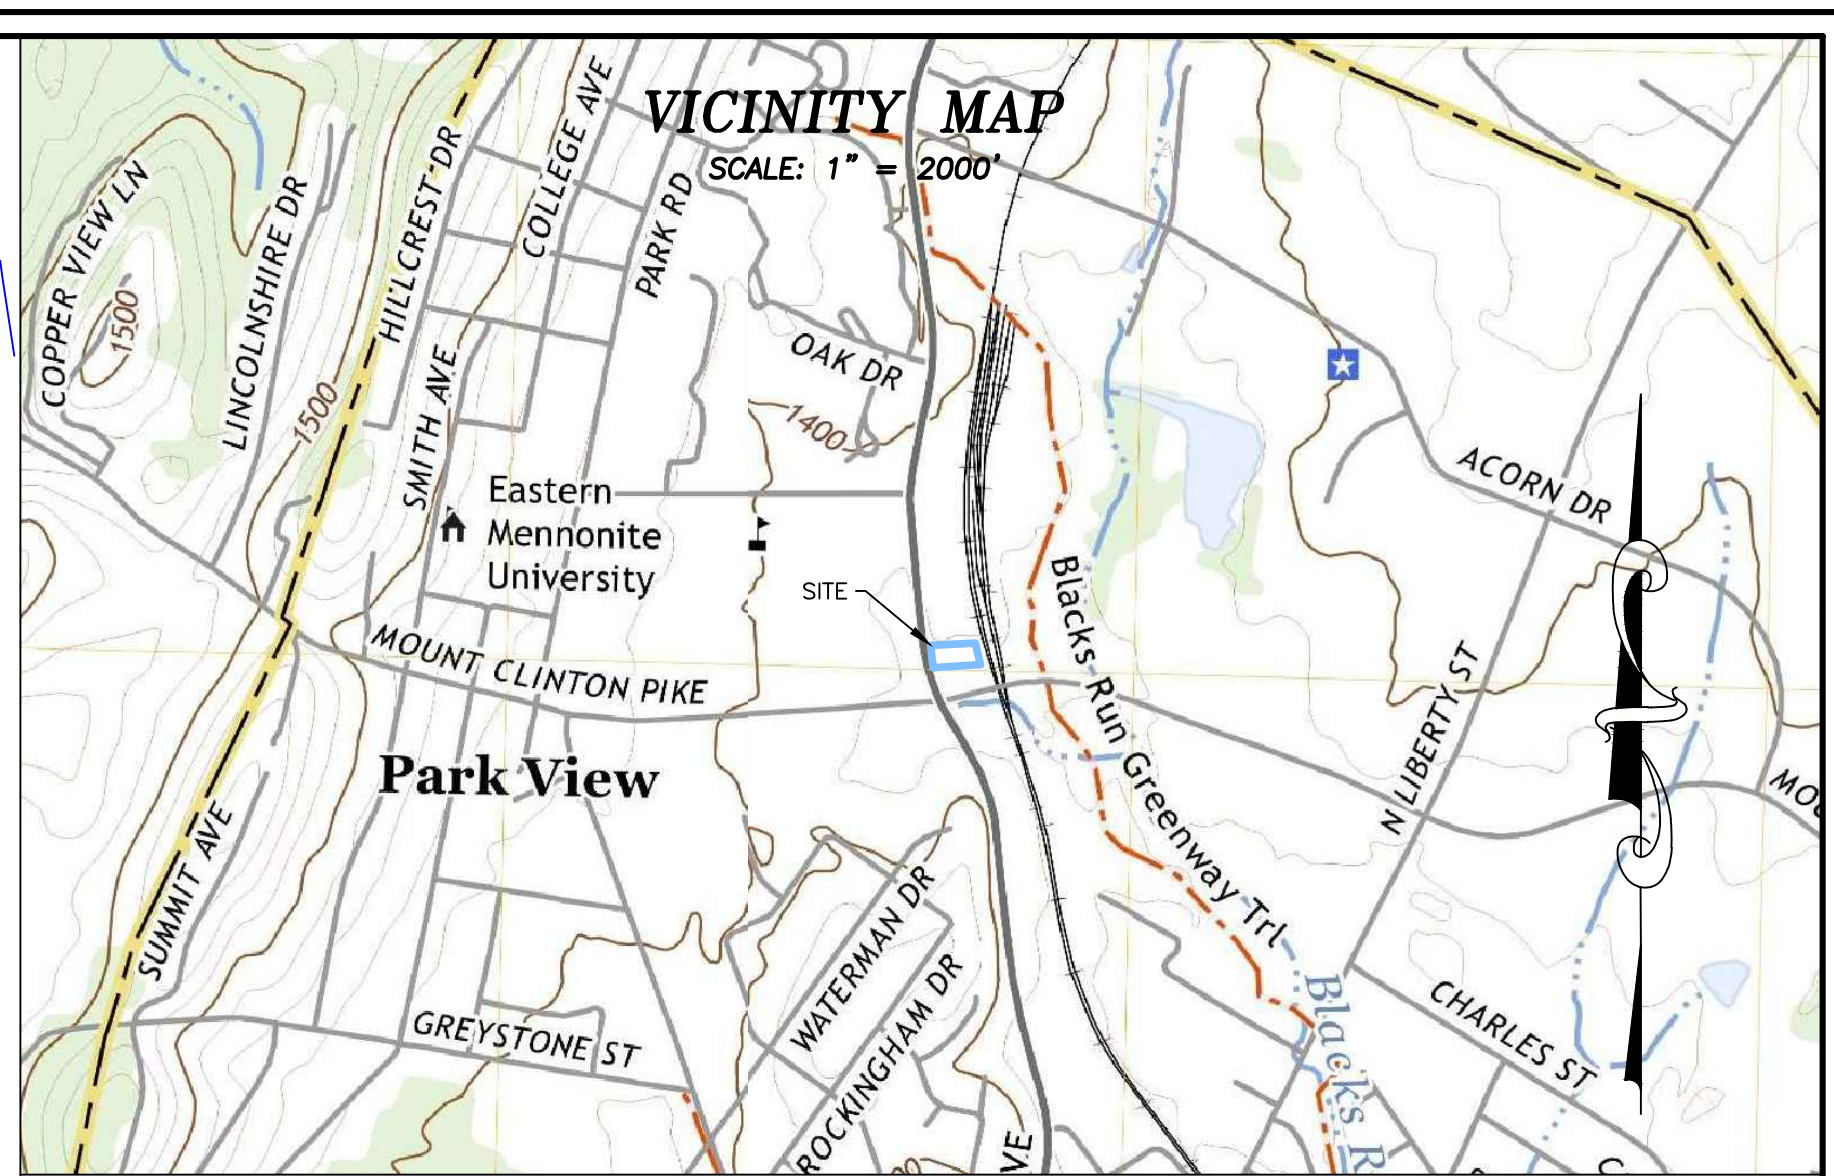 VICINITY MAP
SCALE: 1" = 2000'
COPPER VIEW LN
1500
LINCOLNSHIRE DR
1500
HILLCREST DR
COLLEGE AVE
PARK RD
SMITH AVE
OAK DR
1400
ACORN DR
Eastern
Mennonite
University
SITE
MOUNT CLINTON PIKE
Park View
Blacks Run Greenway Trl
N LIBERTY ST
MOU
SUMMIT AVE
WATERMAN DR
ROCKINGHAM DR
GREYSTONE ST
CHARLES ST
Blacks R
VE